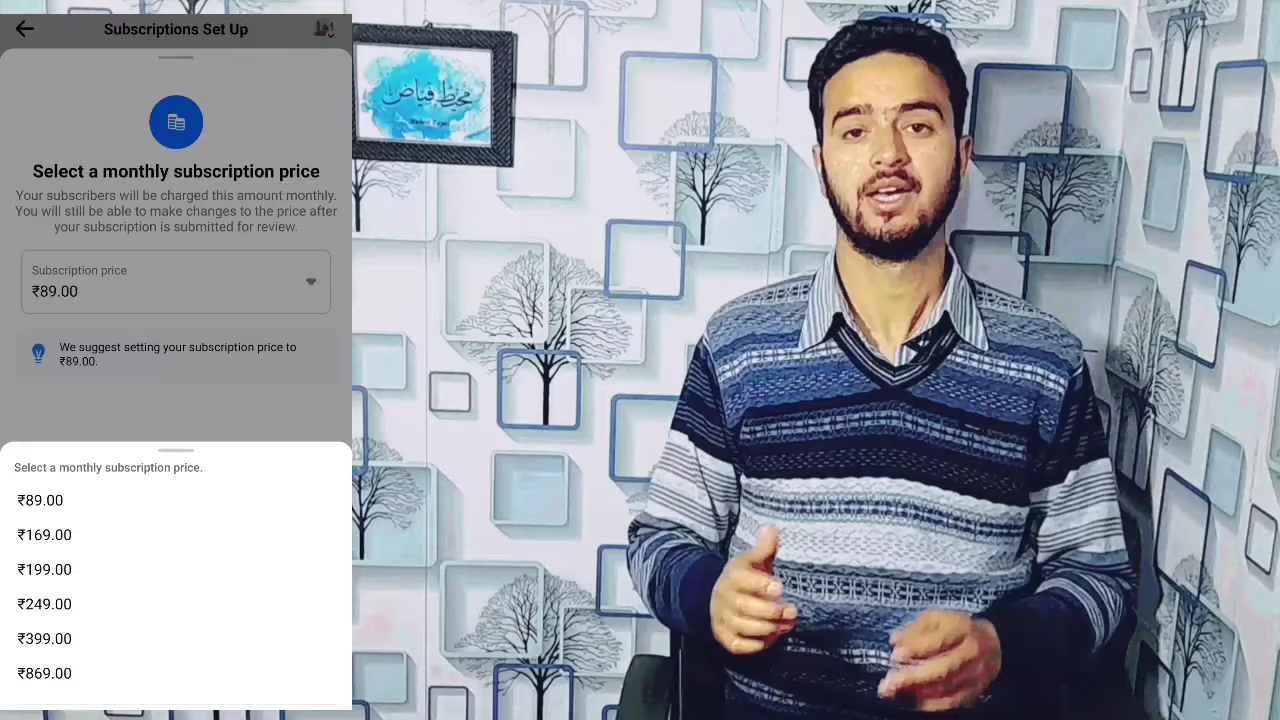 Subscriptions Set Up
Select a monthly subscription price
Your subscribers will be charged this amount monthly.
You will still be able to make changes to the price after
your subscription is submitted for review.
Subscription price
₹89.00
We suggest setting your subscription price to
₹89.00.
Select a monthly subscription price.
₹89.00
₹169.00
₹199.00
₹249.00
₹399.00
₹869.00
محيط فياض